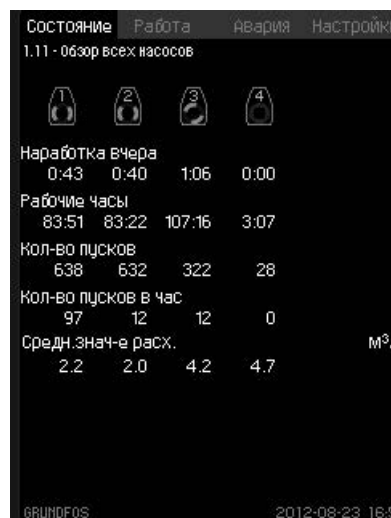 Состояние Работа Авария Настройки
1.11 - Обзор всех насосов
1 2 3 4
Наработка вчера
0:43 0:40 1:06 0:00
Рабочие часы
83:51 83:22 107:16 3:07
Кол-во пусков
638 632 322 28
Кол-во пусков в час
97 12 12 0
Средн.знач-е расх. м³
2.2 2.0 4.2 4.7
GRUNDFOS 2012-08-23